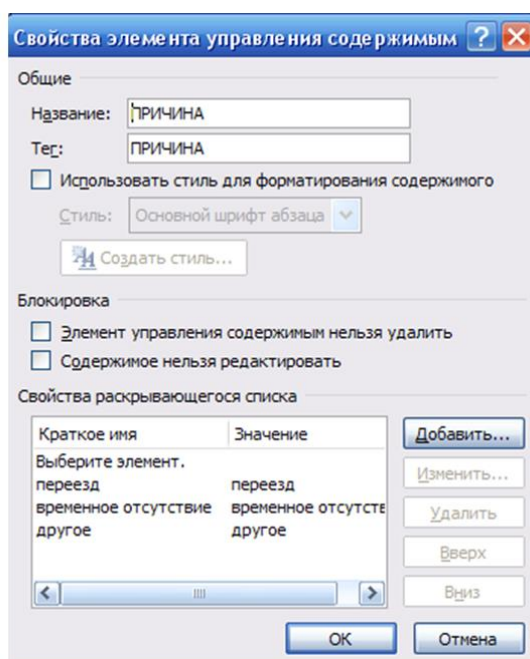 Свойства элемента управления содержимым
Общие
Название: ПРИЧИНА
Тег: ПРИЧИНА
Использовать стиль для форматирования содержимого
Стиль: Основной шрифт абзаца
Создать стиль...
Блокировка
Элемент управления содержимым нельзя удалить
Содержимое нельзя редактировать
Свойства раскрывающегося списка
Краткое имя Значение Добавить...
Выберите элемент.
Изменить...
переезд переезд
временное отсутствие временное отсутств
Удалить
другое другое
Вверх
Вниз
ОК Отмена